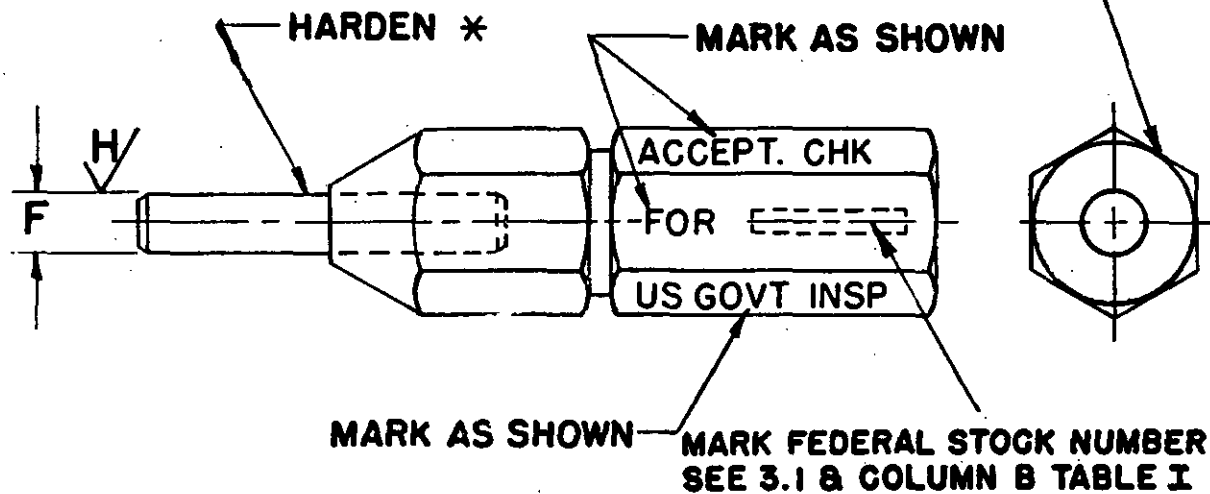 HARDEN *
MARK AS SHOWN
H
F
ACCEPT. CHK
FOR
US GOVT INSP
MARK AS SHOWN
MARK FEDERAL STOCK NUMBER
SEE 3.1 & COLUMN B TABLE I